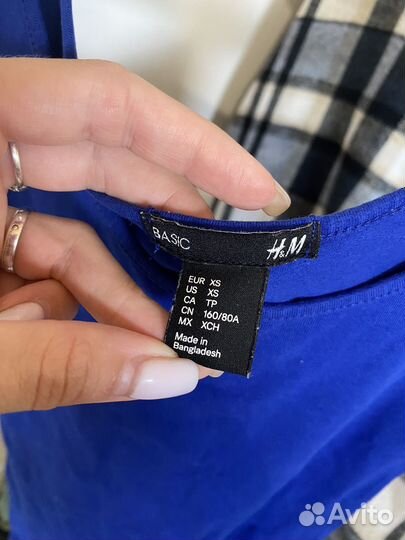 BASIC H&M
EUR XS
US XS
CA TP
CN 160/80A
MX XCH
Made in
Bangladesh
Avito